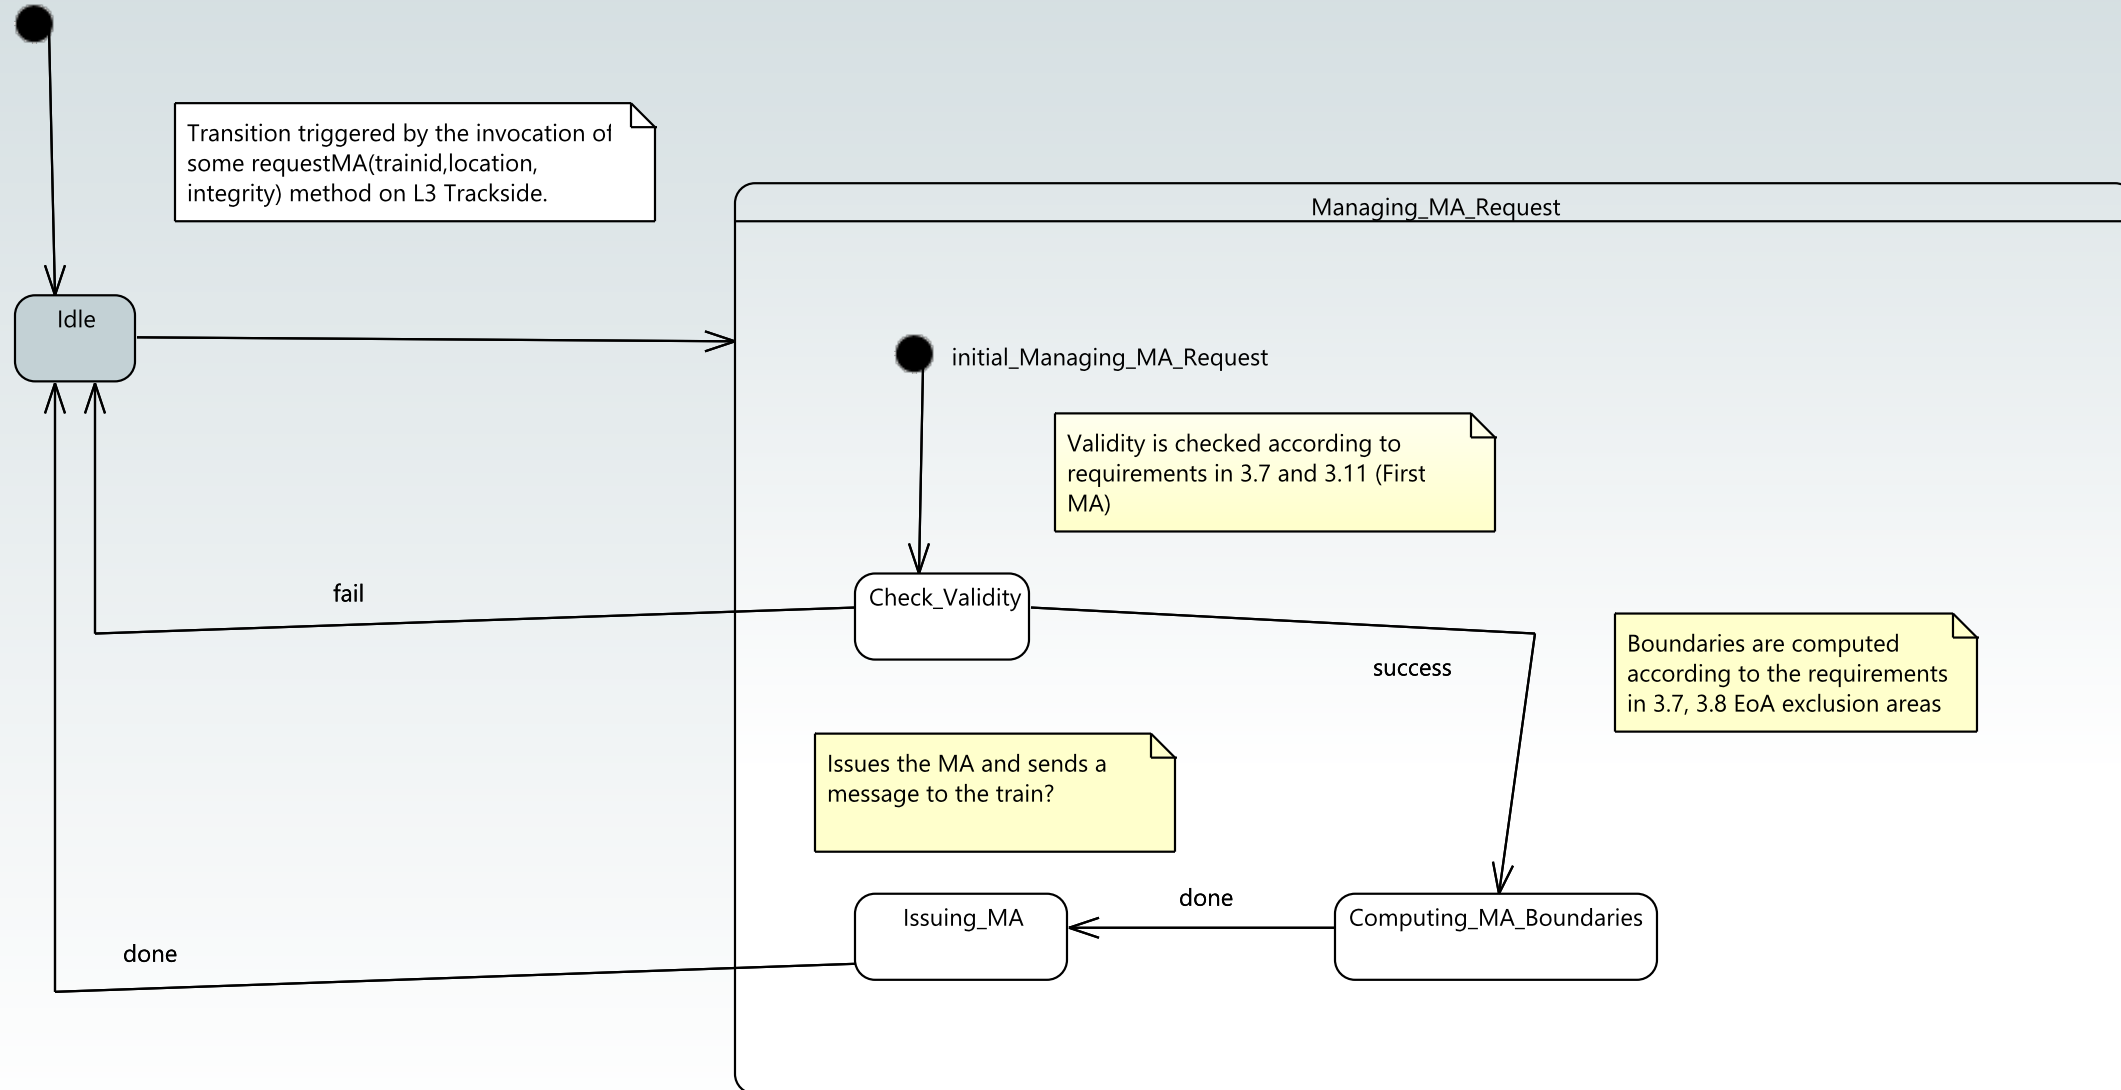 Transition triggered by the invocation of
some requestMA(trainid,location,
integrity) method on L3 Trackside.
Managing_MA_Request
Idle
initial_Managing_MA_Request
Validity is checked according to
requirements in 3.7 and 3.11 (First
MA)
fail
Check_Validity
success
Boundaries are computed
according to the requirements
in 3.7, 3.8 EoA exclusion areas
Issues the MA and sends a
message to the train?
done
Issuing_MA
Computing_MA_Boundaries
done